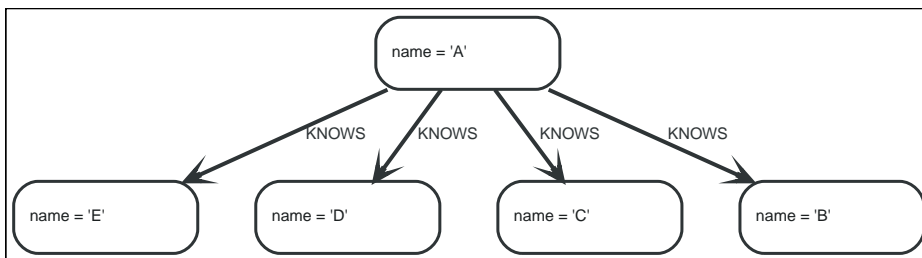 name = 'A'
KNOWS KNOWS KNOWS KNOWS
name = 'E' name = 'D' name = 'C' name = 'B'